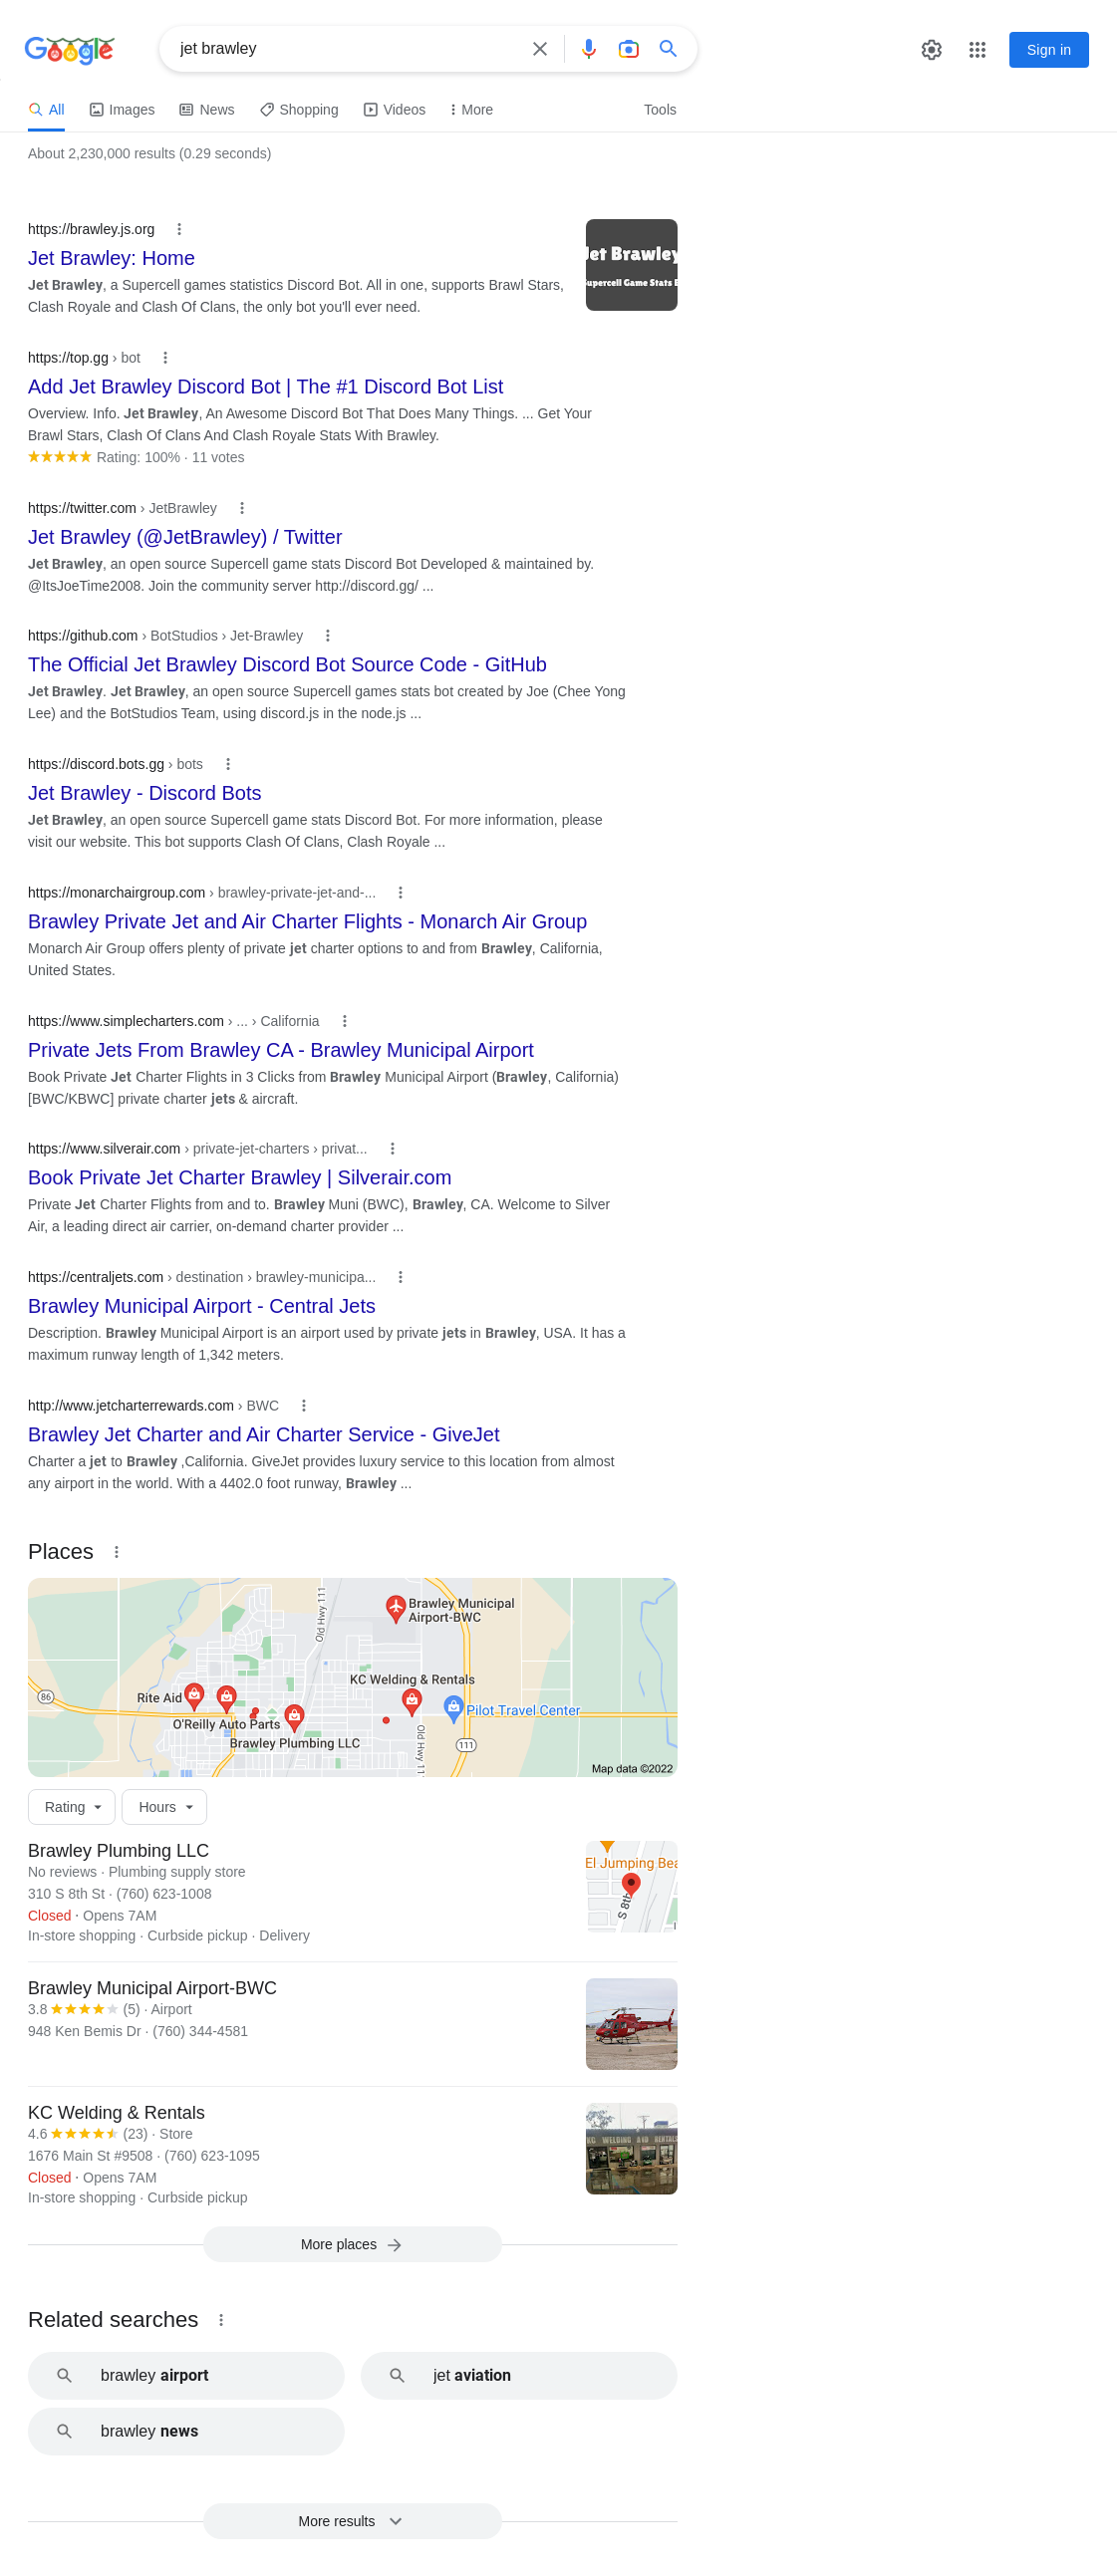 Google
jet brawley
Sign in
All
Images
News
Shopping
Videos
More
Tools
About 2,230,000 results (0.29 seconds)
https://brawley.js.org
Jet Brawley: Home
Jet Brawley, a Supercell games statistics Discord Bot. All in one, supports Brawl Stars,
Clash Royale and Clash Of Clans, the only bot you'll ever need.
Jet Brawley
Supercell Game Stats
https://top.gg › bot
Add Jet Brawley Discord Bot | The #1 Discord Bot List
Overview. Info. Jet Brawley, An Awesome Discord Bot That Does Many Things. ... Get Your
Brawl Stars, Clash Of Clans And Clash Royale Stats With Brawley.
Rating: 100% · 11 votes
https://twitter.com › JetBrawley
Jet Brawley (@JetBrawley) / Twitter
Jet Brawley, an open source Supercell game stats Discord Bot Developed & maintained by.
@ItsJoeTime2008. Join the community server http://discord.gg/ ...
https://github.com › BotStudios › Jet-Brawley
The Official Jet Brawley Discord Bot Source Code - GitHub
Jet Brawley. Jet Brawley, an open source Supercell games stats bot created by Joe (Chee Yong
Lee) and the BotStudios Team, using discord.js in the node.js ...
https://discord.bots.gg › bots
Jet Brawley - Discord Bots
Jet Brawley, an open source Supercell game stats Discord Bot. For more information, please
visit our website. This bot supports Clash Of Clans, Clash Royale ...
https://monarchairgroup.com › brawley-private-jet-and-...
Brawley Private Jet and Air Charter Flights - Monarch Air Group
Monarch Air Group offers plenty of private jet charter options to and from Brawley, California,
United States.
https://www.simplecharters.com › ... › California
Private Jets From Brawley CA - Brawley Municipal Airport
Book Private Jet Charter Flights in 3 Clicks from Brawley Municipal Airport (Brawley, California)
[BWC/KBWC] private charter jets & aircraft.
https://www.silverair.com › private-jet-charters › privat...
Book Private Jet Charter Brawley | Silverair.com
Private Jet Charter Flights from and to. Brawley Muni (BWC), Brawley, CA. Welcome to Silver
Air, a leading direct air carrier, on-demand charter provider ...
https://centraljets.com › destination › brawley-municipa...
Brawley Municipal Airport - Central Jets
Description. Brawley Municipal Airport is an airport used by private jets in Brawley, USA. It has a
maximum runway length of 1,342 meters.
http://www.jetcharterrewards.com › BWC
Brawley Jet Charter and Air Charter Service - GiveJet
Charter a jet to Brawley ,California. GiveJet provides luxury service to this location from almost
any airport in the world. With a 4402.0 foot runway, Brawley ...
Places
Old Hwy 111
Brawley Municipal
Airport-BWC
KC Welding & Rentals
86
Rite Aid
Pilot Travel Center
O'Reilly Auto Parts
Brawley Plumbing LLC
111
Old Hwy 11
Map data ©2022
Rating
Hours
Brawley Plumbing LLC
No reviews · Plumbing supply store
310 S 8th St · (760) 623-1008
Closed · Opens 7AM
In-store shopping · Curbside pickup · Delivery
El Jumping Bea
S 8th
Brawley Municipal Airport-BWC
3.8 (5) · Airport
948 Ken Bemis Dr · (760) 344-4581
KC Welding & Rentals
4.6 (23) · Store
1676 Main St #9508 · (760) 623-1095
Closed · Opens 7AM
In-store shopping · Curbside pickup
KC WELDING AND RENTALS
More places
Related searches
brawley airport
jet aviation
brawley news
More results